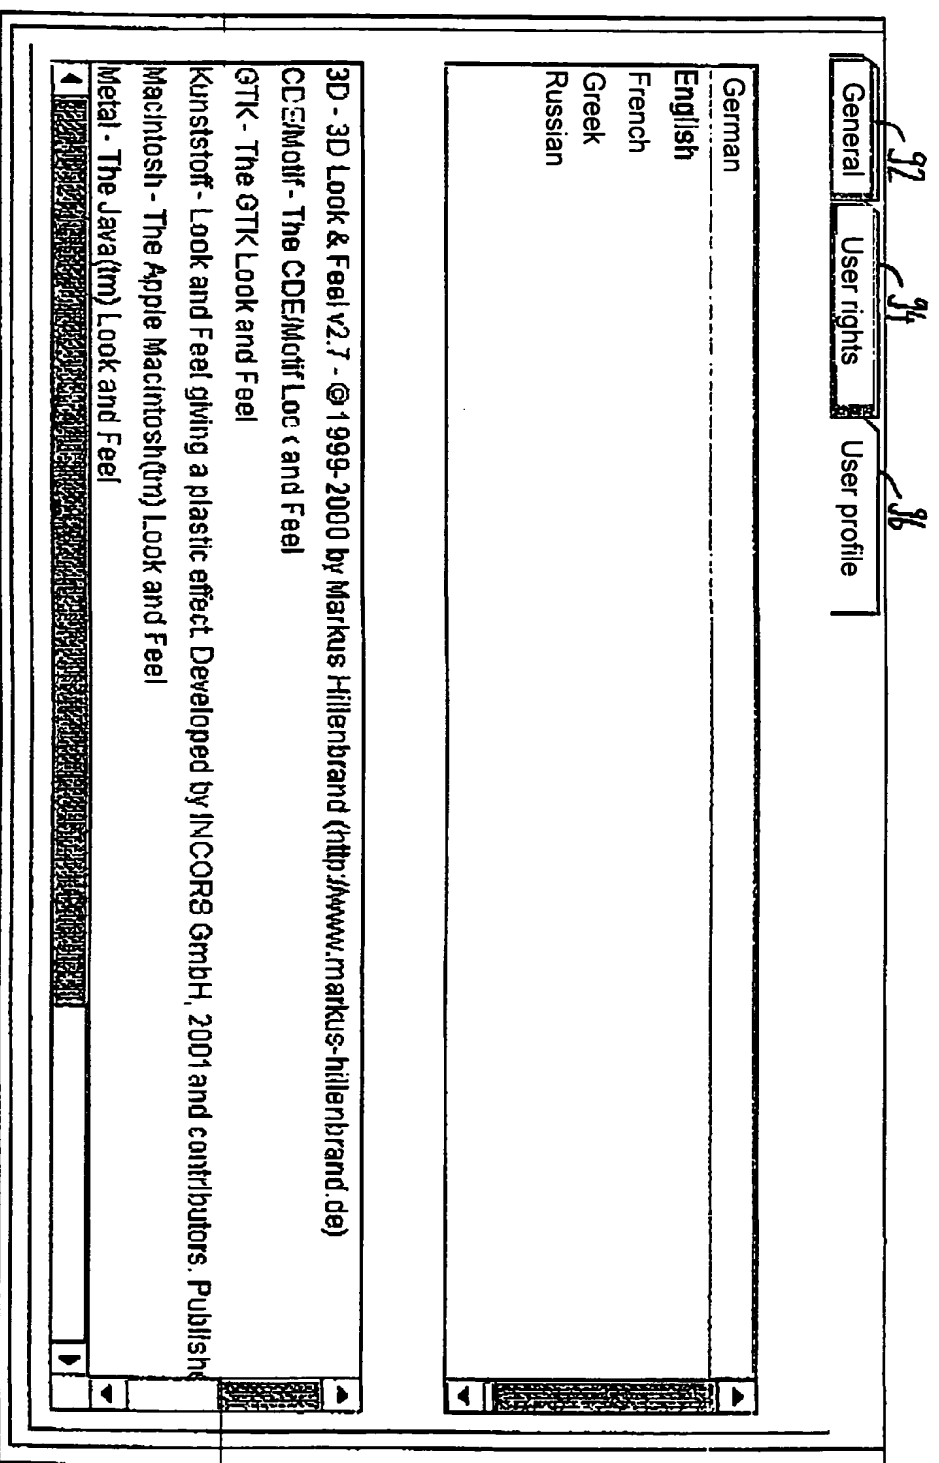 92
94
96
General
User rights
User profile
German
English
French
Greek
Russian
3D - 3D Look & Feel v2.7 - © 1999-2000 by Markus Hillenbrand (http://www.markus-hillenbrand.de)
CDE/Motif - The CDE/Motif Look and Feel
GTK - The GTK Look and Feel
Kunststoff - Look and Feel giving a plastic effect. Developed by INCORS GmbH, 2001 and contributors. Publishe
Macintosh - The Apple Macintosh(tm) Look and Feel
Metal - The Java(tm) Look and Feel